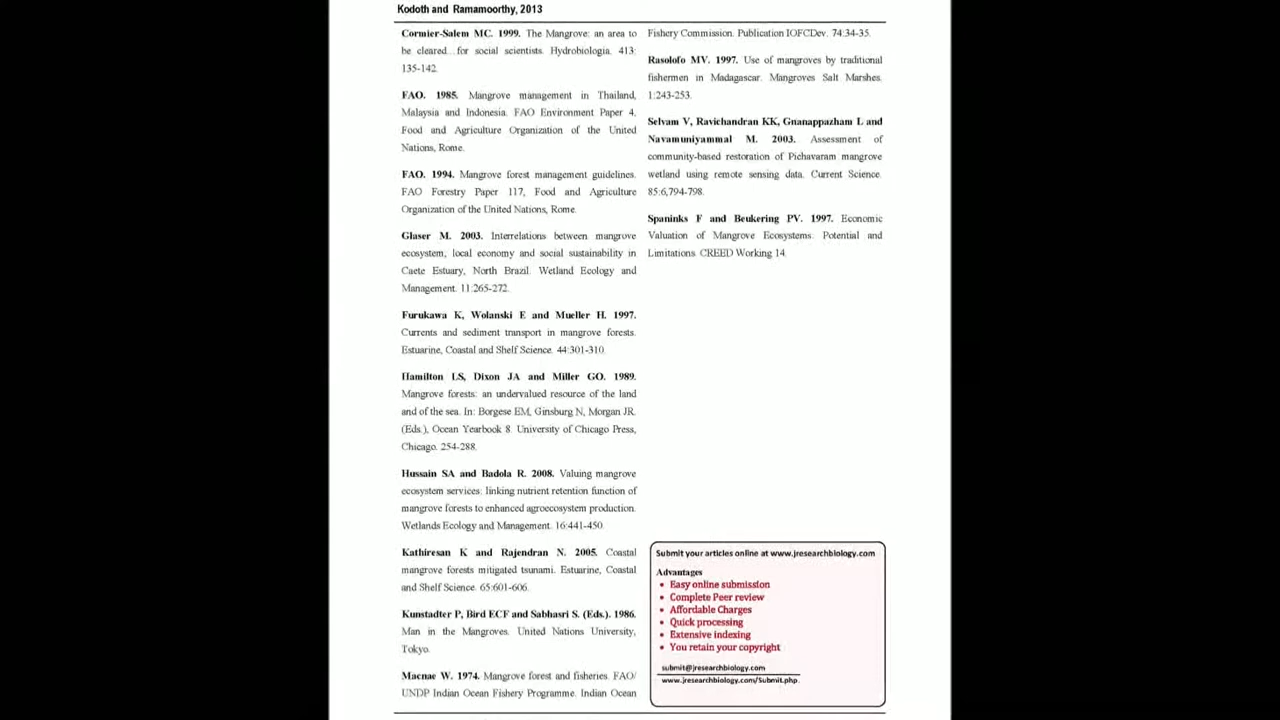 Kodoth and Ramamoorthy, 2013
Cormier-Salem MC. 1999. The Mangrove: an area to
be cleared...for social scientists. Hydrobiologia. 413:
135-142.
FAO. 1985. Mangrove management in Thailand,
Malaysia and Indonesia. FAO Environment Paper 4,
Food and Agriculture Organization of the United
Nations, Rome.
FAO. 1994. Mangrove forest management guidelines.
FAO Forestry Paper 117, Food and Agriculture
Organization of the United Nations, Rome.
Glaser M. 2003. Interrelations between mangrove
ecosystem, local economy and social sustainability in
Caete Estuary, North Brazil. Wetland Ecology and
Management. 11:265-272.
Furukawa K, Wolanski E and Mueller H. 1997.
Currents and sediment transport in mangrove forests.
Estuarine, Coastal and Shelf Science. 44:301-310.
Hamilton LS, Dixon JA and Miller GO. 1989.
Mangrove forests: an undervalued resource of the land
and of the sea. In: Borgese EM, Ginsburg N, Morgan JR.
(Eds.), Ocean Yearbook 8. University of Chicago Press,
Chicago. 254-288.
Hussain SA and Badola R. 2008. Valuing mangrove
ecosystem services: linking nutrient retention function of
mangrove forests to enhanced agroecosystem production.
Wetlands Ecology and Management. 16:441-450.
Kathiresan K and Rajendran N. 2005. Coastal
mangrove forests mitigated tsunami. Estuarine, Coastal
and Shelf Science. 65:601-606.
Kunstadter P, Bird ECF and Sabhasri S. (Eds.). 1986.
Man in the Mangroves. United Nations University,
Tokyo.
Macnae W. 1974. Mangrove forest and fisheries. FAO/
UNDP Indian Ocean Fishery Programme. Indian Ocean
Fishery Commission. Publication IOFCDev. 74:34-35.
Rasolofo MV. 1997. Use of mangroves by traditional
fishermen in Madagascar. Mangroves Salt Marshes.
1:243-253.
Selvam V, Ravichandran KK, Gnanappazham L and
Navamuniyammal M. 2003. Assessment of
community-based restoration of Pichavaram mangrove
wetland using remote sensing data. Current Science.
85:6,794-798.
Spaninks F and Beukering PV. 1997. Economic
Valuation of Mangrove Ecosystems: Potential and
Limitations. CREED Working 14.
Submit your articles online at www.jresearchbiology.com
Advantages
• Easy online submission
• Complete Peer review
• Affordable Charges
• Quick processing
• Extensive indexing
• You retain your copyright
submit@jresearchbiology.com
www.jresearchbiology.com/Submit.php.